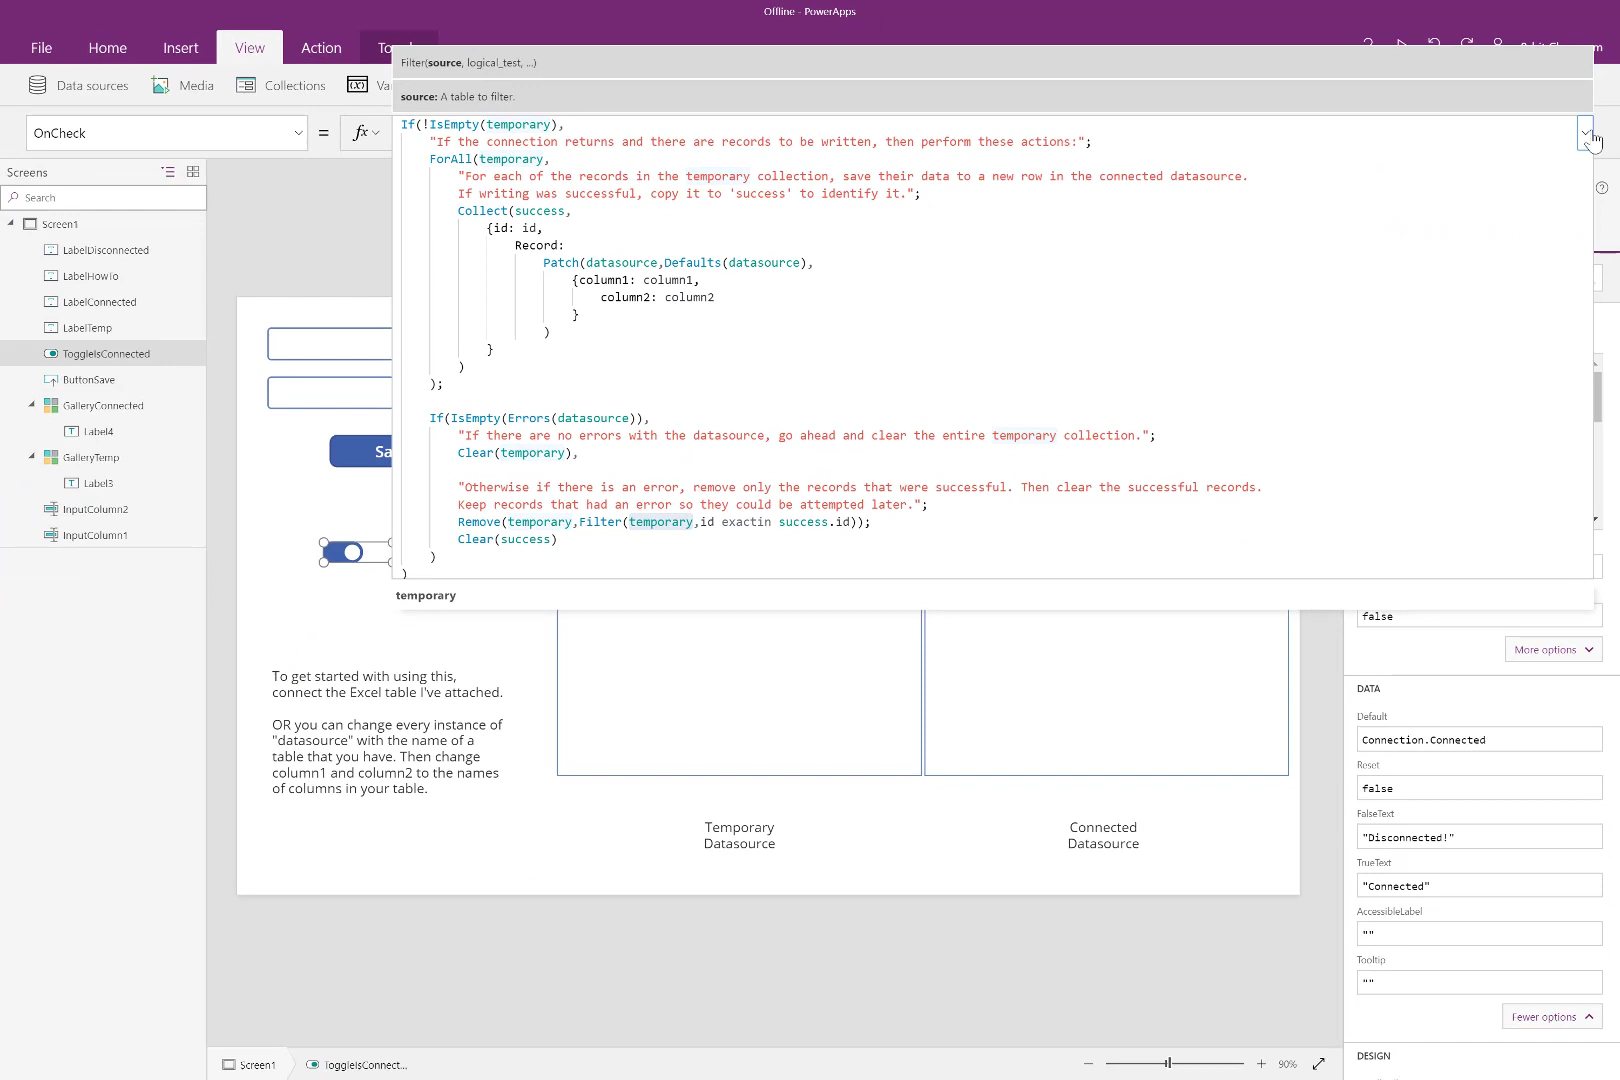 Offline - PowerApps
File
Home
Insert
View
Action
Filter(source, logical_test, ...)
Data sources
Media
Collections
source: A table to filter.
OnCheck
=
fx
If(!IsEmpty(temporary),
"If the connection returns and there are records to be written, then perform these actions:";
ForAll(temporary,
"For each of the records in the temporary collection, save their data to a new row in the connected datasource.
If writing was successful, copy it to 'success' to identify it.";
Collect(success,
{id: id,
Record:
Patch(datasource,Defaults(datasource),
{column1: column1,
column2: column2
}
)
}
)
);
If(IsEmpty(Errors(datasource)),
"If there are no errors with the datasource, go ahead and clear the entire temporary collection.";
Clear(temporary),
"Otherwise if there is an error, remove only the records that were successful. Then clear the successful records.
Keep records that had an error so they could be attempted later.";
Remove(temporary,Filter(temporary,id exactin success.id));
Clear(success)
)
)
temporary
Screens
Search
Screen1
LabelDisconnected
LabelHowTo
LabelConnected
LabelTemp
ToggleIsConnected
ButtonSave
GalleryConnected
Label4
GalleryTemp
Label3
InputColumn2
InputColumn1
Sa
To get started with using this,
connect the Excel table I've attached.
OR you can change every instance of
"datasource" with the name of a
table that you have. Then change
column1 and column2 to the names
of columns in your table.
Temporary
Datasource
Connected
Datasource
false
More options
DATA
Default
Connection.Connected
Reset
false
FalseText
"Disconnected!"
TrueText
"Connected"
AccessibleLabel
""
Tooltip
""
Fewer options
DESIGN
Screen1
ToggleIsConnect...
90%